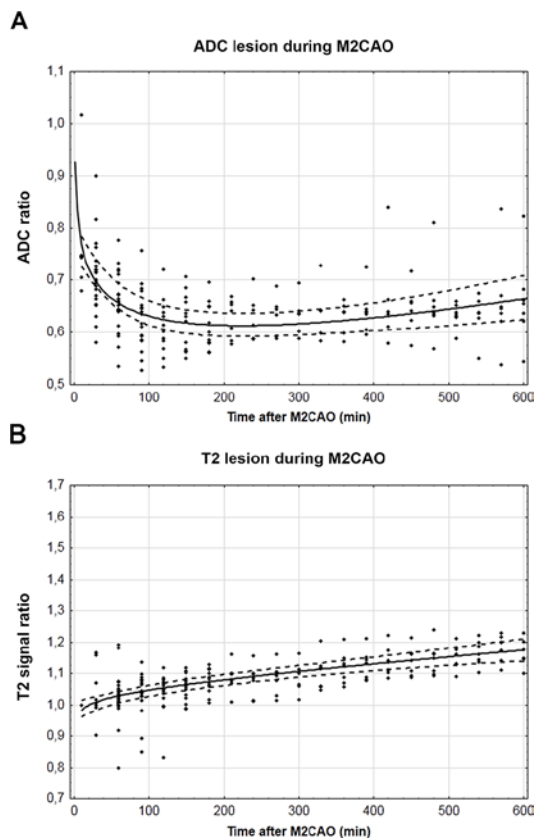 A
ADC lesion during M2CAO
1,1
1,0
0,9
0,8
0,7
0,6
0,5
ADC ratio
0 100 200 300 400 500 600
Time after M2CAO (min)
B
T2 lesion during M2CAO
1,7
1,6
1,5
1,4
1,3
1,2
1,1
1,0
0,9
0,8
0,7
T2 signal ratio
0 100 200 300 400 500 600
Time after M2CAO (min)